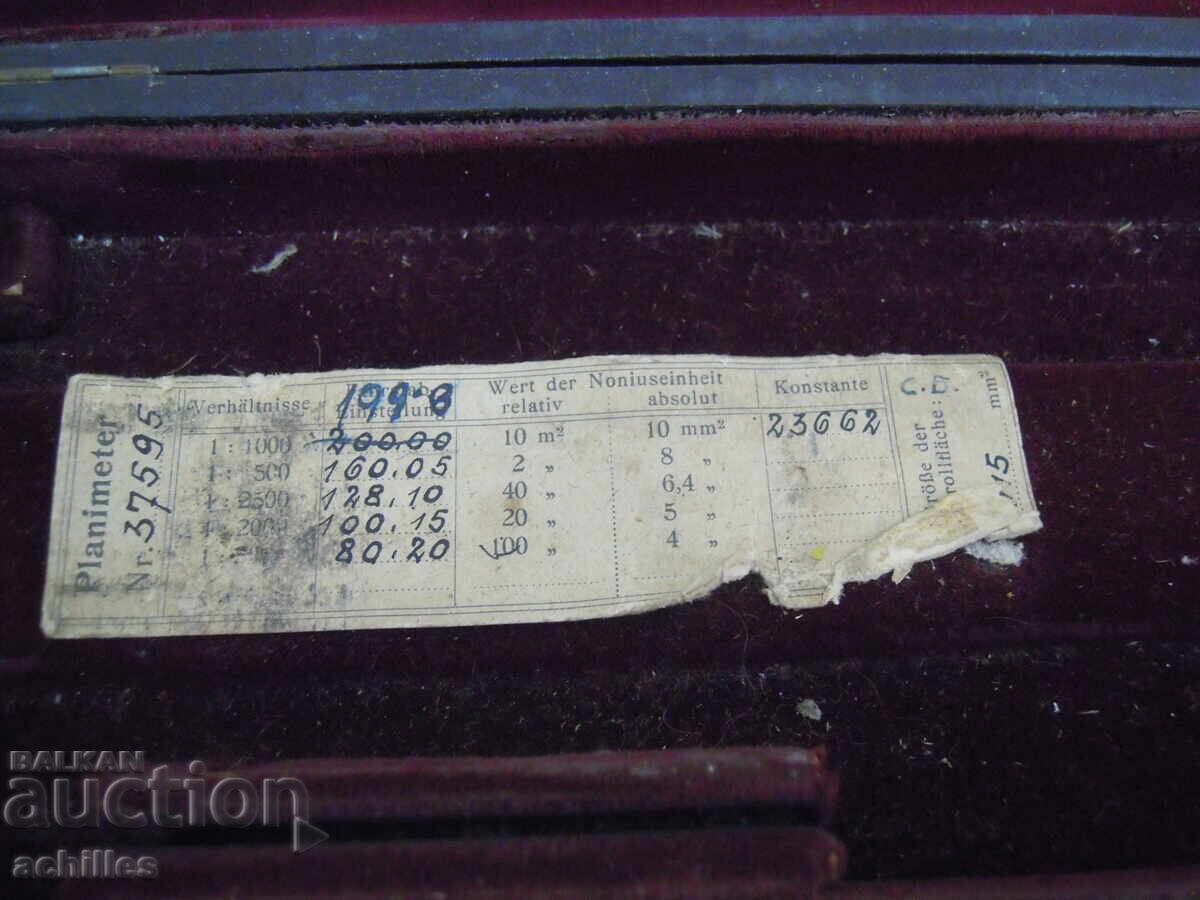 Planimeter
Nr. 37595
Verhältnisse
Einstellung
199.8
Wert der Noniuseinheit
relativ absolut
Konstante
1 : 1000 200.00 10 m² 10 mm² 23662
1 : 500 160.05 2 „ 8 „
1 : 2500 128.10 40 „ 6,4 „
1 : 2000 100.15 20 „ 5 „
80.20 100 „ 4 „
C.D.
Größe der
rollfläche:
mm²
BALKAN
auction
achilles